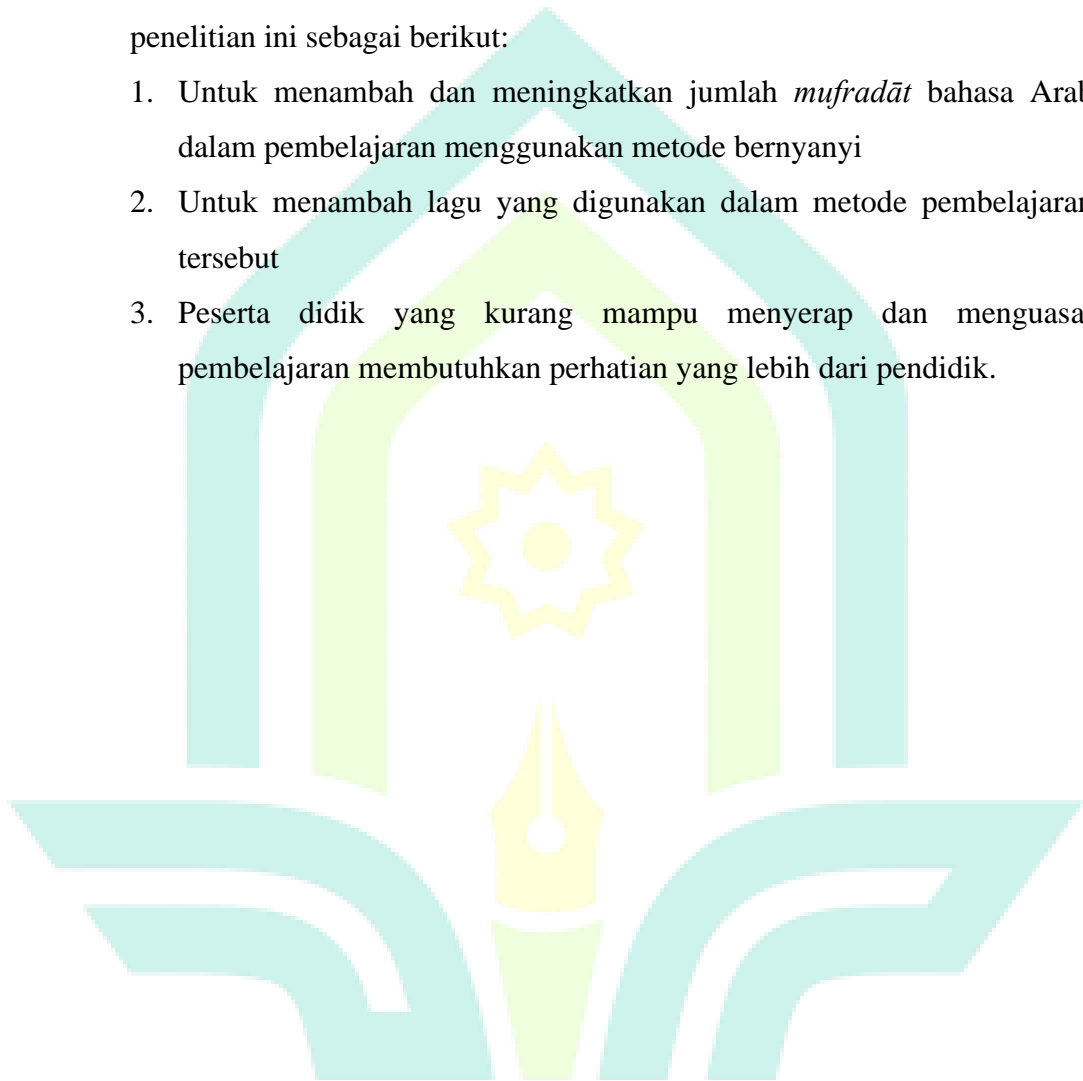 penelitian ini sebagai berikut:
1. Untuk menambah dan meningkatkan jumlah mufradāt bahasa Arab
dalam pembelajaran menggunakan metode bernyanyi
2. Untuk menambah lagu yang digunakan dalam metode pembelajaran
tersebut
3. Peserta didik yang kurang mampu menyerap dan menguasa
pembelajaran membutuhkan perhatian yang lebih dari pendidik.